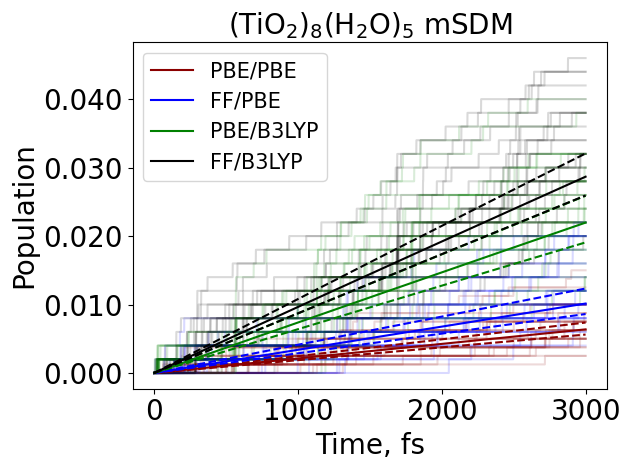 (TiO₂)₈(H₂O)₅ mSDM
PBE/PBE
FF/PBE
PBE/B3LYP
FF/B3LYP
Population
0.040
0.030
0.020
0.010
0.000
0 1000 2000 3000
Time, fs